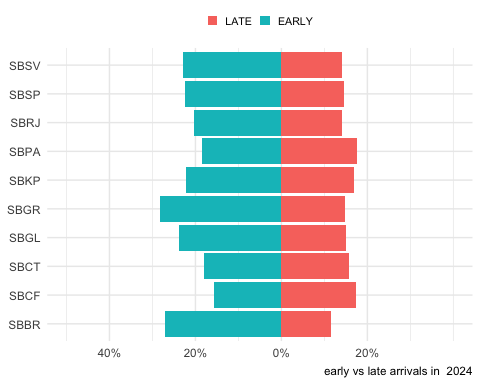 LATE EARLY
SBSV
SBSP
SBRJ
SBPA
SBKP
SBGR
SBGL
SBCT
SBCF
SBBR
40% 20% 0% 20%
early vs late arrivals in  2024